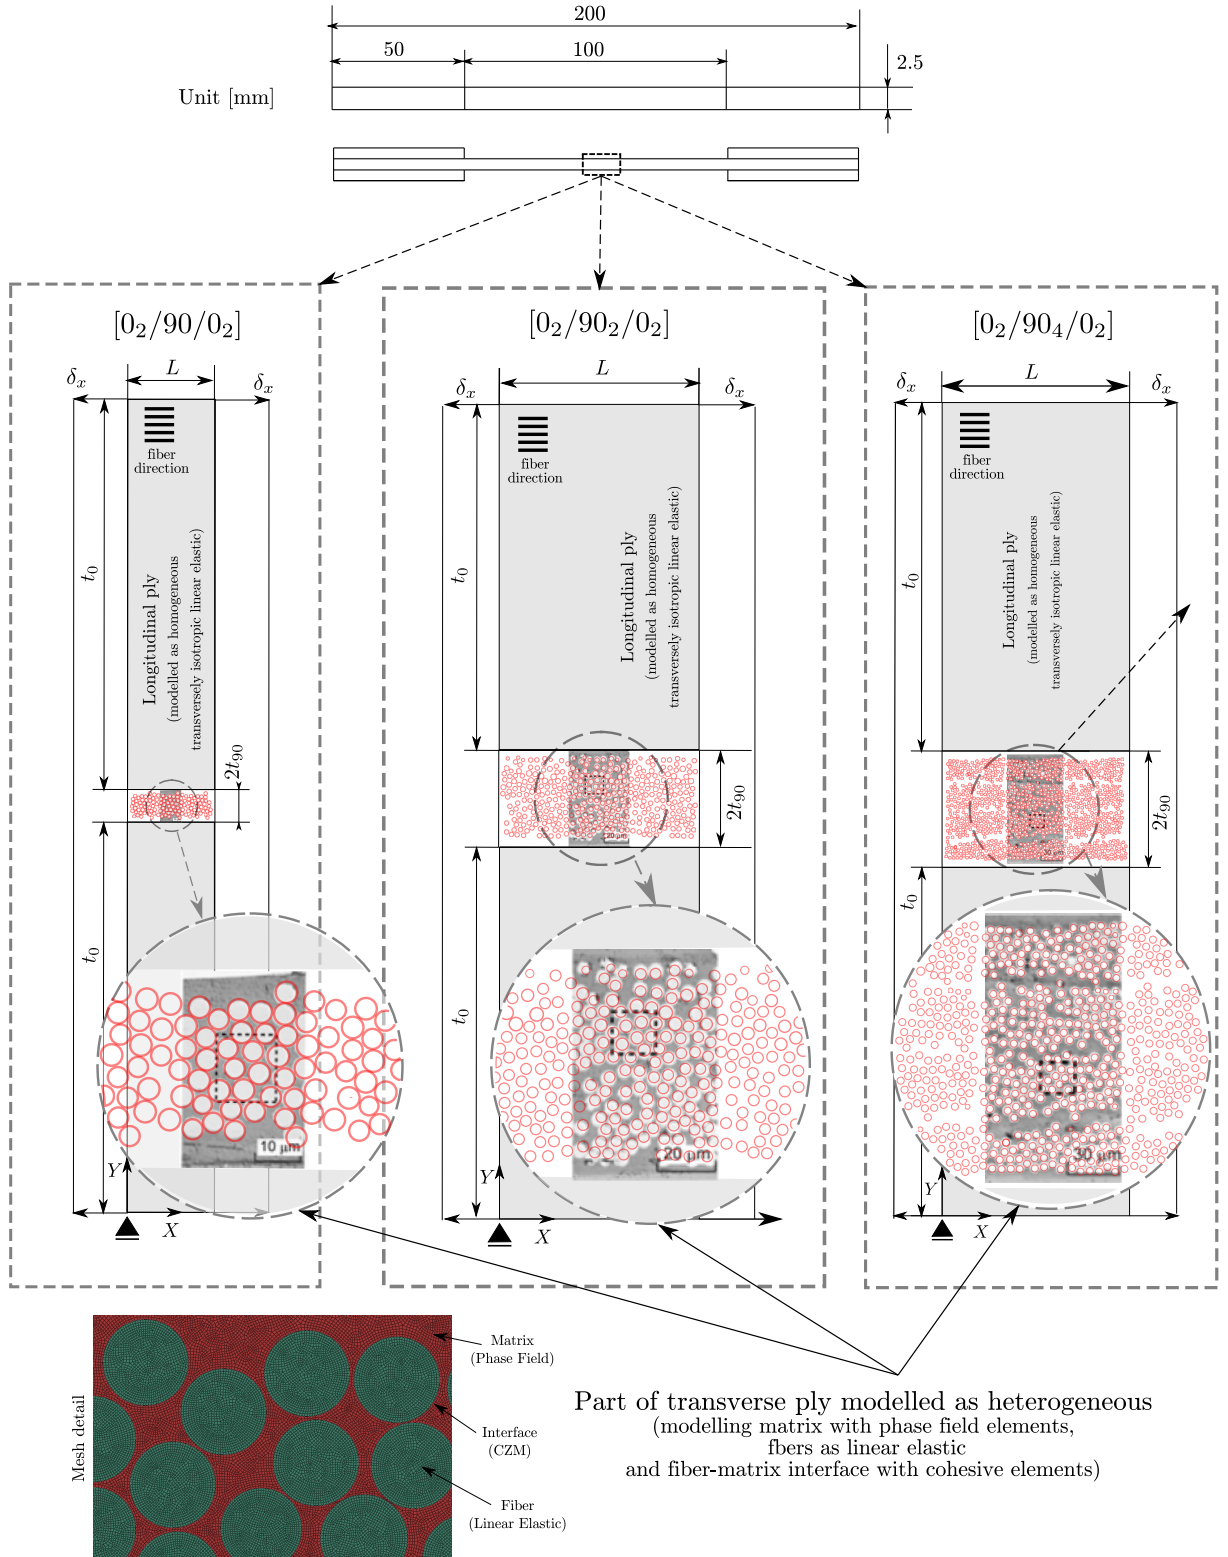 200
50
100
2.5
Unit [mm]
[0₂/90/0₂]
L
δₓ
δₓ
fiber
direction
Longitudinal ply
(modelled as homogeneous
transversely isotropic linear elastic)
t₀
2t₉₀
t₀
10 μm
Y
X
[0₂/90₂/0₂]
L
δₓ
δₓ
fiber
direction
Longitudinal ply
(modelled as homogeneous
transversely isotropic linear elastic)
t₀
2t₉₀
20 μm
t₀
20 μm
Y
X
[0₂/90₄/0₂]
L
δₓ
δₓ
fiber
direction
Longitudinal ply
(modelled as homogeneous
transversely isotropic linear elastic)
t₀
2t₉₀
30 μm
t₀
30 μm
Y
X
Mesh detail
Matrix
(Phase Field)
Interface
(CZM)
Fiber
(Linear Elastic)
Part of transverse ply modelled as heterogeneous
(modelling matrix with phase field elements,
fbers as linear elastic
and fiber-matrix interface with cohesive elements)